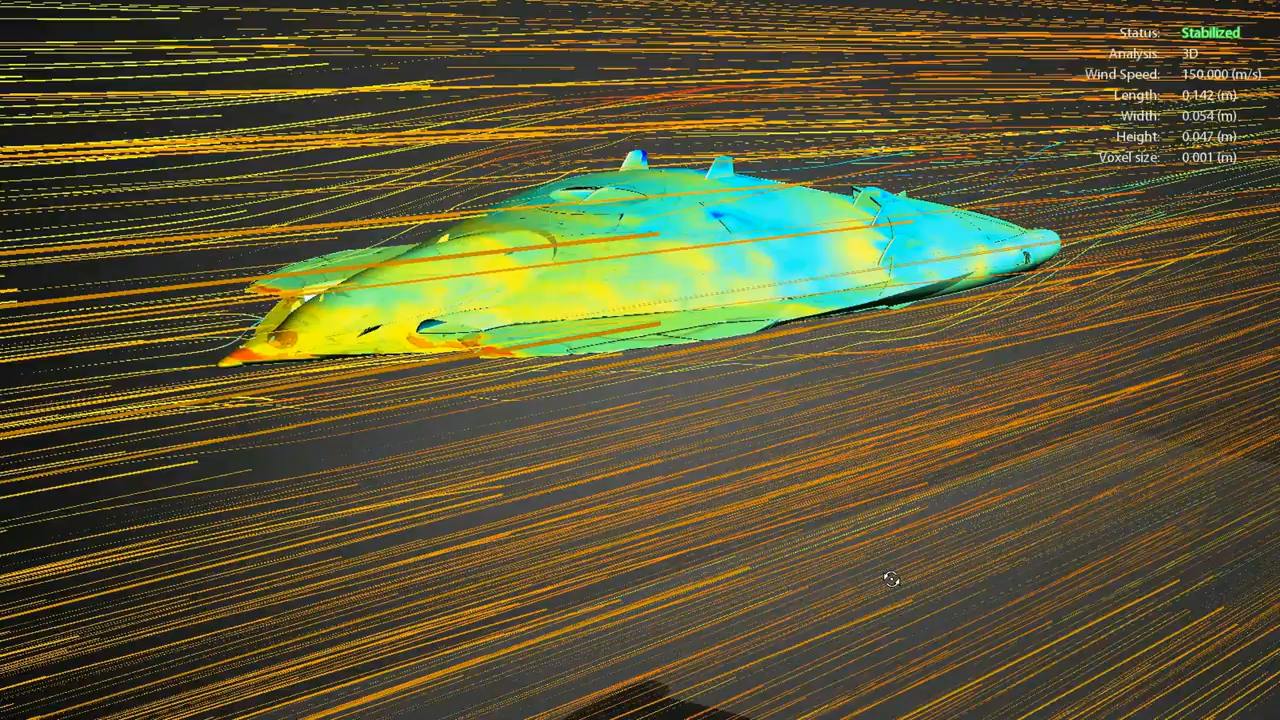 Status: Stabilized
Analysis: 3D
Wind Speed: 150.000 (m/s)
Length: 0.142 (m)
Width: 0.054 (m)
Height: 0.047 (m)
Voxel size: 0.001 (m)